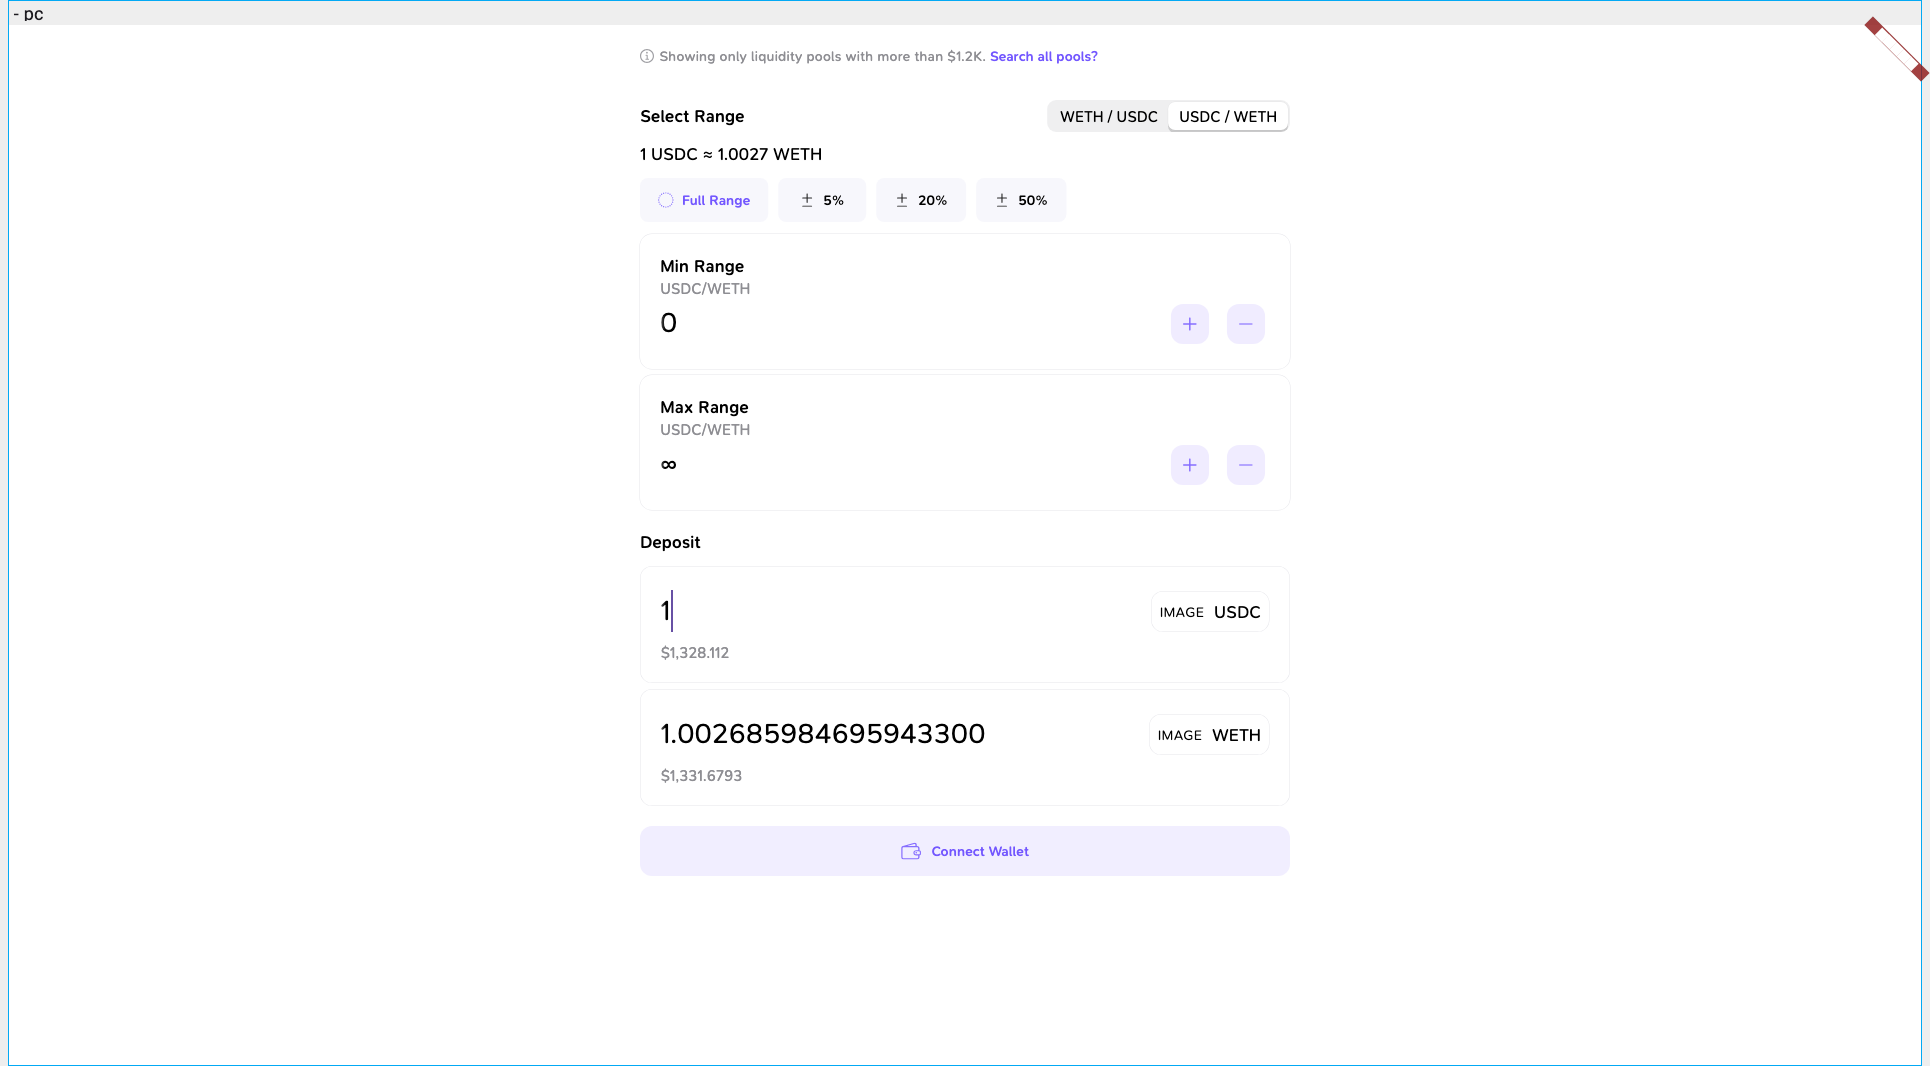 - pc
Showing only liquidity pools with more than $1.2K. Search all pools?
Select Range
WETH / USDC USDC / WETH
1 USDC ≈ 1.0027 WETH
Full Range ± 5% ± 20% ± 50%
Min Range
USDC/WETH
0
Max Range
USDC/WETH
∞
Deposit
1
IMAGE USDC
$1,328.112
1.002685984695943300
IMAGE WETH
$1,331.6793
Connect Wallet